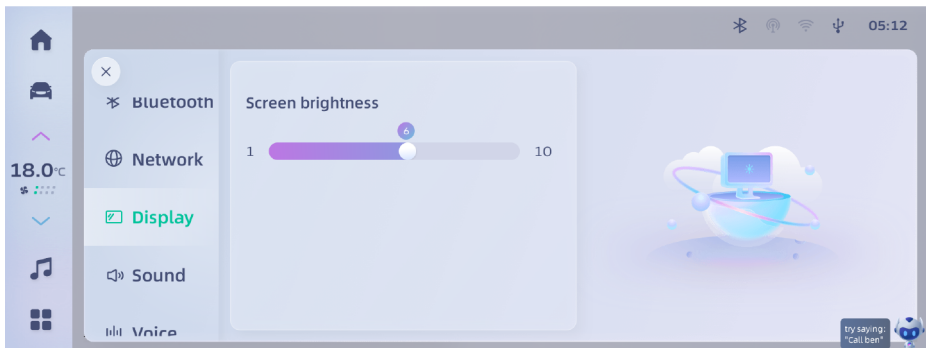 05:12
Bluetooth
Screen brightness
6
1
10
Network
18.0°C
Display
Sound
Voice
try saying:
"Call ben"